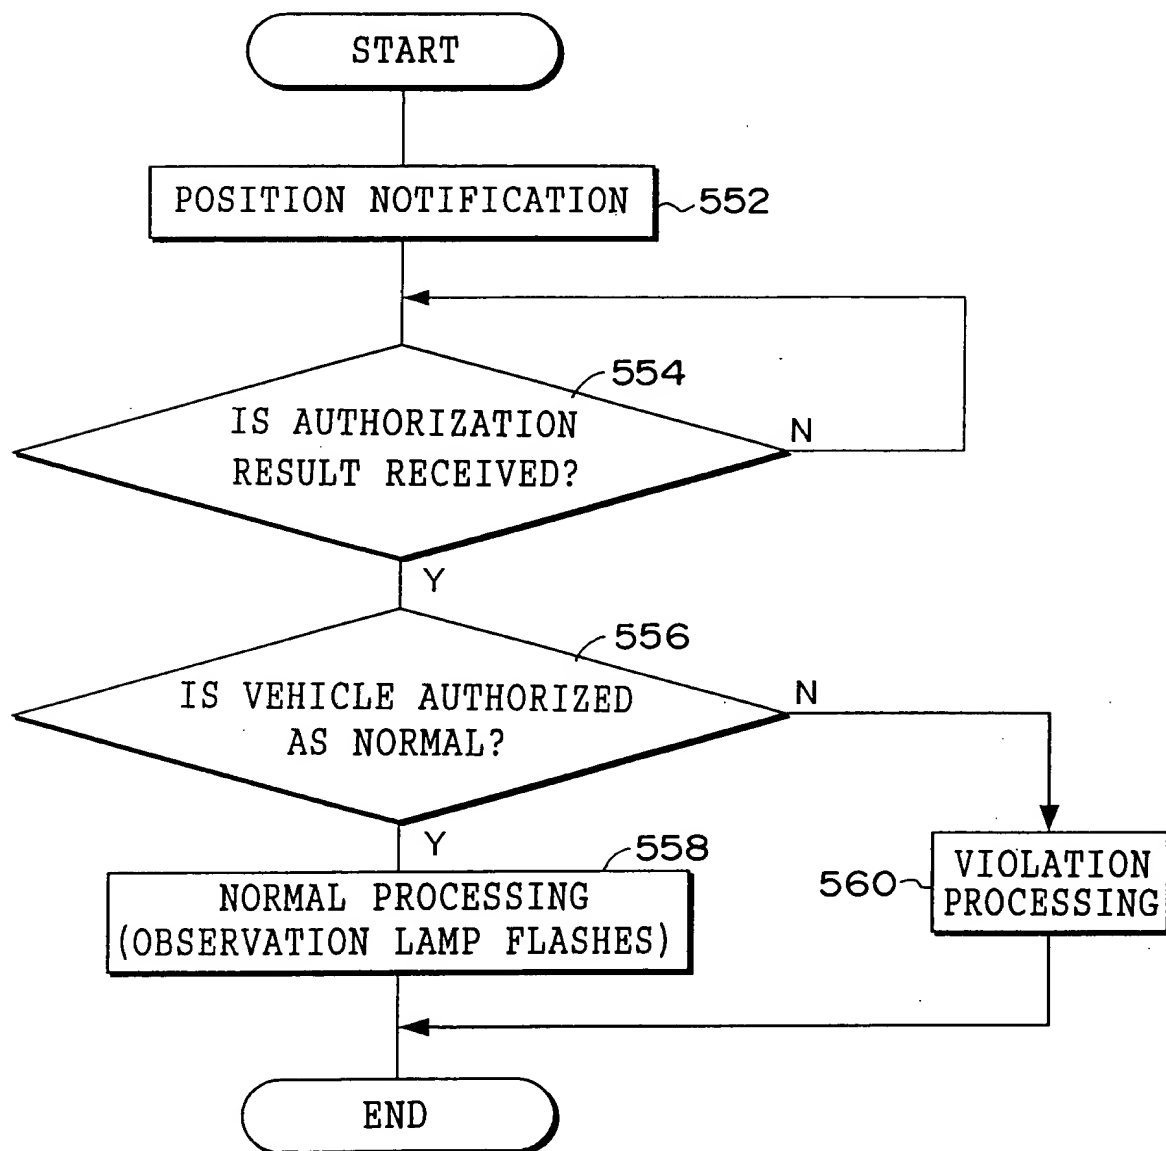 START
POSITION NOTIFICATION
552
554
IS AUTHORIZATION
RESULT RECEIVED?
N
Y
556
IS VEHICLE AUTHORIZED
AS NORMAL?
N
Y
558
NORMAL PROCESSING
(OBSERVATION LAMP FLASHES)
560
VIOLATION
PROCESSING
END